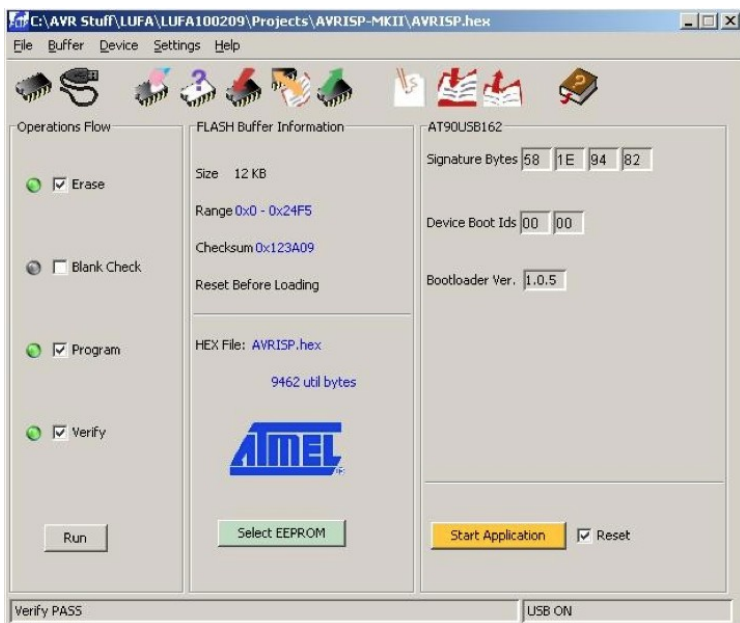 C:\AVR Stuff\LUFA\LUFA100209\Projects\AVRISP-MKII\AVRISP.hex
File Buffer Device Settings Help
Operations Flow
Erase
Blank Check
Program
Verify
Run
FLASH Buffer Information
Size 12 KB
Range 0x0 - 0x24F5
Checksum 0x123A09
Reset Before Loading
HEX File: AVRISP.hex
9462 util bytes
ATMEL
Select EEPROM
AT90USB162
Signature Bytes 58 1E 94 82
Device Boot Ids 00 00
Bootloader Ver. 1.0.5
Start Application Reset
Verify PASS USB ON